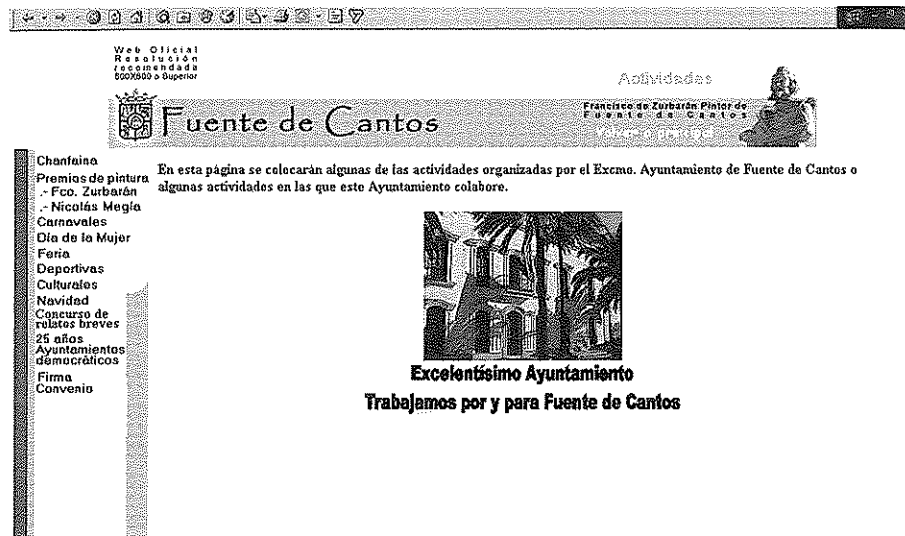 Web Oficial
Resolución
recomendada
800X600 o Superior
Actividades
Fuente de Cantos
Francisco de Zurbarán Pintor de
Fuente de Cantos
Chanfaina
Premios de pintura
.- Fco. Zurbarán
.- Nicolás Megía
Carnavales
Día de la Mujer
Feria
Deportivas
Culturales
Navidad
Concurso de
relatos breves
25 años
Ayuntamientos
democráticos
Firma
Convenio
En esta página se colocarán algunas de las actividades organizadas por el Excmo. Ayuntamiento de Fuente de Cantos o
algunas actividades en las que este Ayuntamiento colabore.
Excelentísimo Ayuntamiento
Trabajamos por y para Fuente de Cantos